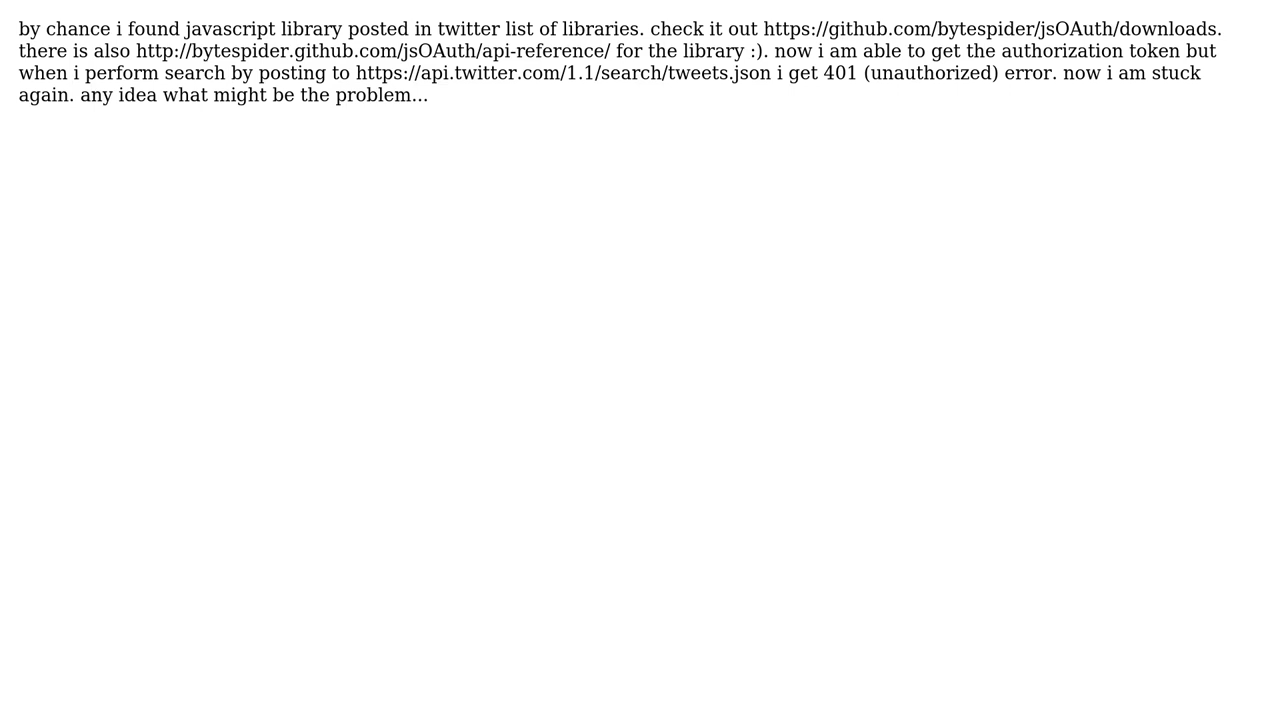 by chance i found javascript library posted in twitter list of libraries. check it out https://github.com/bytespider/jsOAuth/downloads.
there is also http://bytespider.github.com/jsOAuth/api-reference/ for the library :). now i am able to get the authorization token but
when i perform search by posting to https://api.twitter.com/1.1/search/tweets.json i get 401 (unauthorized) error. now i am stuck
again. any idea what might be the problem...